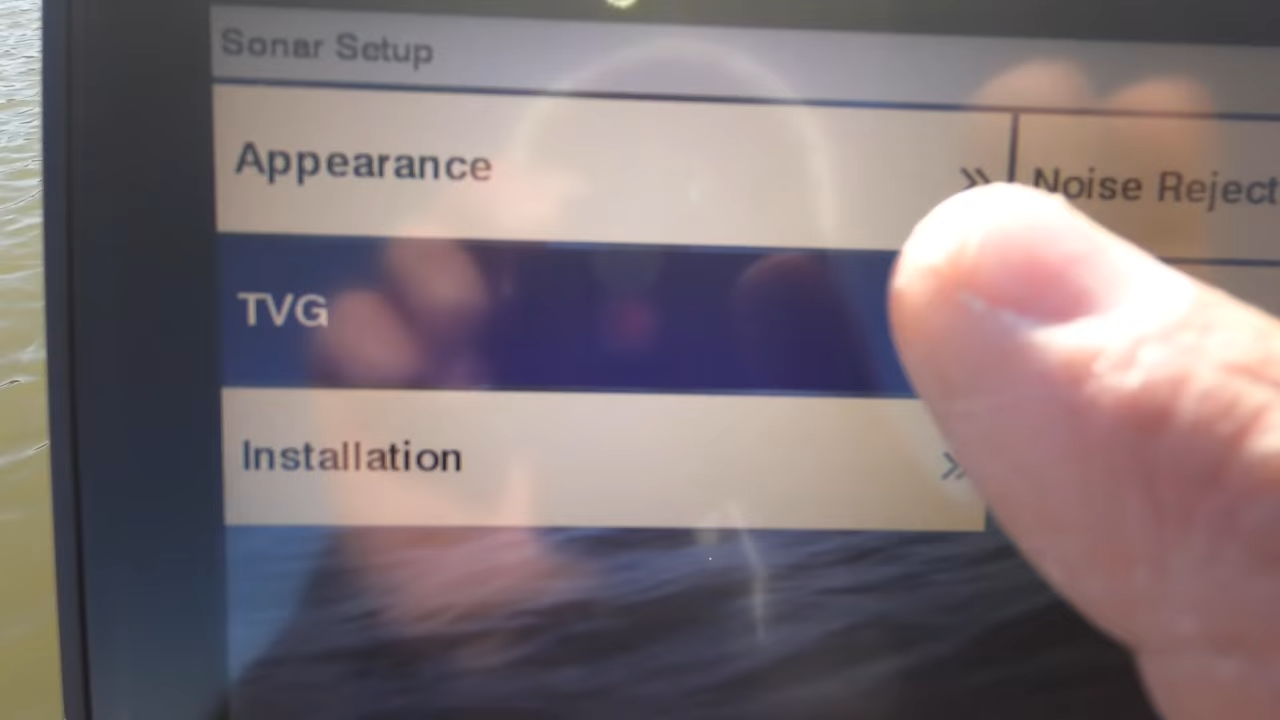 Sonar Setup
Appearance »
Noise Reject
TVG
Installation »